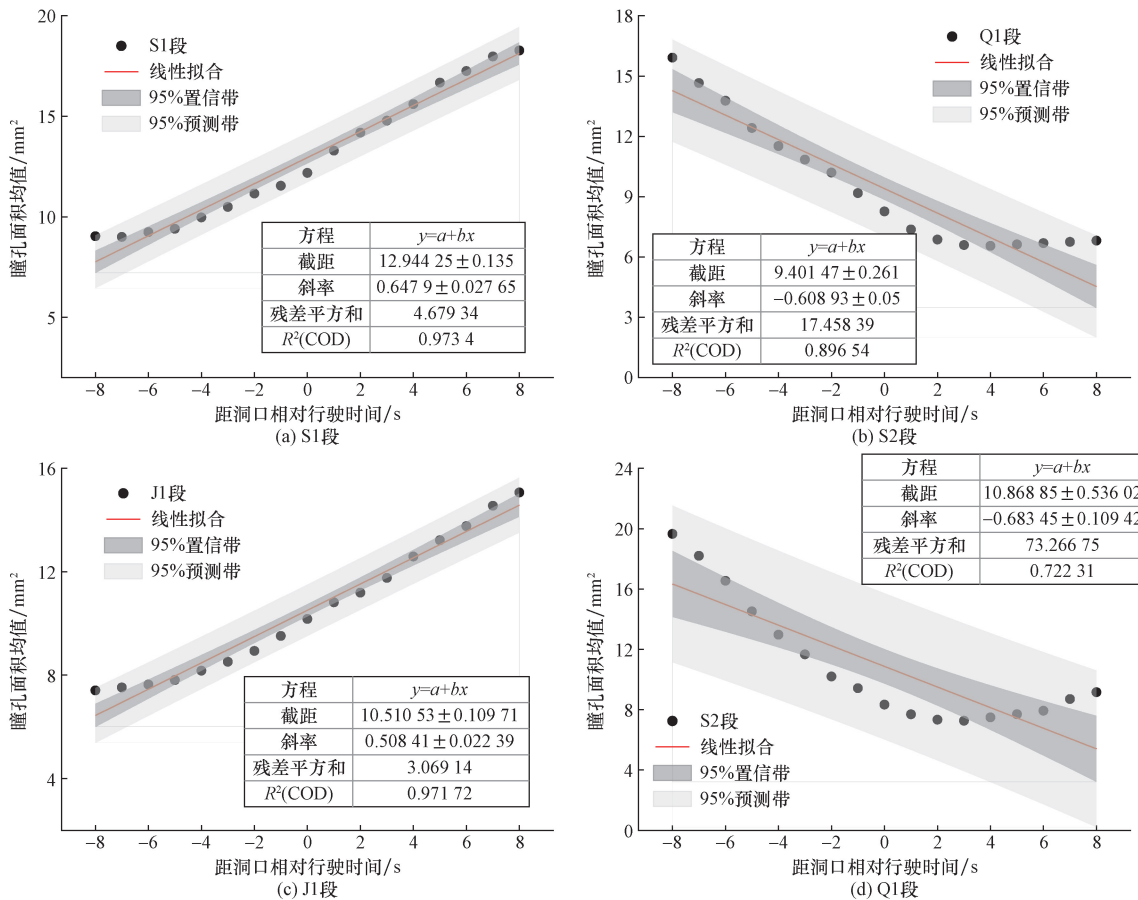 20
15
10
5
瞳孔面积均值/mm²
S1段
线性拟合
95%置信带
95%预测带
方程 y=a+bx
截距 12.944 25±0.135
斜率 0.647 9±0.027 65
残差平方和 4.679 34
R²(COD) 0.973 4
−8 −6 −4 −2 0 2 4 6 8
距洞口相对行驶时间/s
(a) S1段
18
15
12
9
6
3
0
瞳孔面积均值/mm²
Q1段
线性拟合
95%置信带
95%预测带
方程 y=a+bx
截距 9.401 47±0.261
斜率 −0.608 93±0.05
残差平方和 17.458 39
R²(COD) 0.896 54
−8 −6 −4 −2 0 2 4 6 8
距洞口相对行驶时间/s
(b) S2段
16
12
8
4
瞳孔面积均值/mm²
J1段
线性拟合
95%置信带
95%预测带
方程 y=a+bx
截距 10.510 53±0.109 71
斜率 0.508 41±0.022 39
残差平方和 3.069 14
R²(COD) 0.971 72
−8 −6 −4 −2 0 2 4 6 8
距洞口相对行驶时间/s
(c) J1段
24
20
16
12
8
4
0
瞳孔面积均值/mm²
方程 y=a+bx
截距 10.868 85±0.536 02
斜率 −0.683 45±0.109 42
残差平方和 73.266 75
R²(COD) 0.722 31
S2段
线性拟合
95%置信带
95%预测带
−8 −6 −4 −2 0 2 4 6 8
距洞口相对行驶时间/s
(d) Q1段